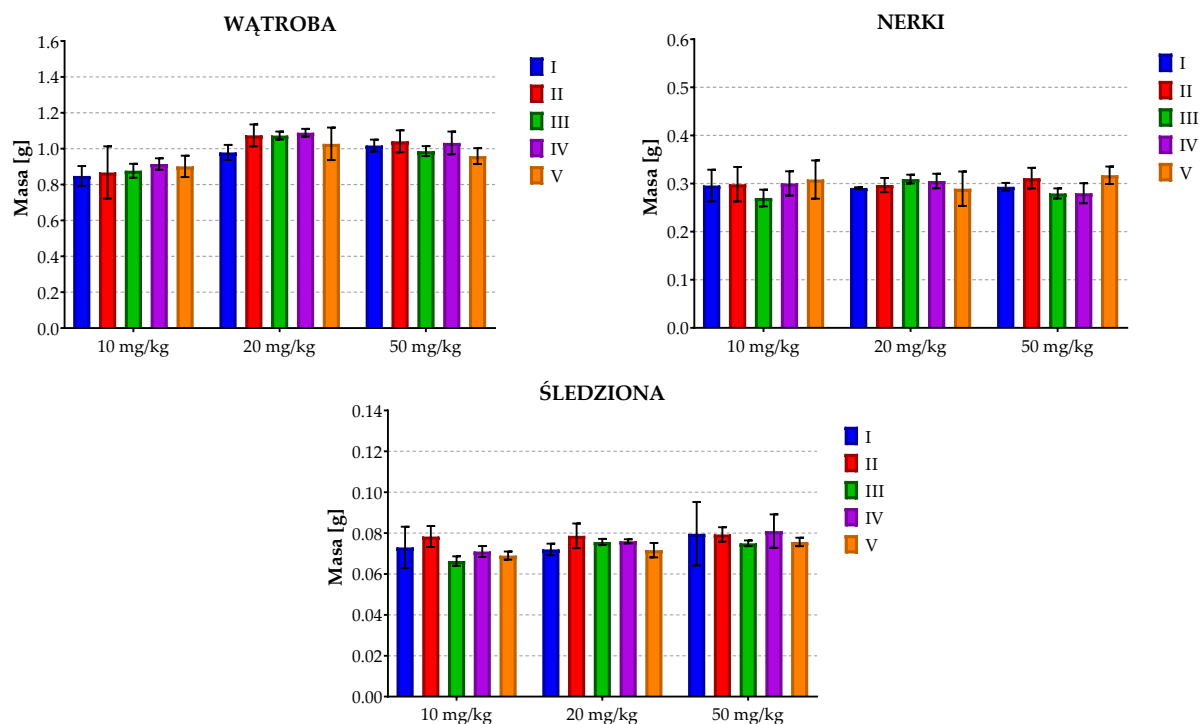 WĄTROBA
Masa [g]
1.6
1.4
1.2
1.0
0.8
0.6
0.4
0.2
0.0
10 mg/kg 20 mg/kg 50 mg/kg
I
II
III
IV
V
NERKI
Masa [g]
0.6
0.5
0.4
0.3
0.2
0.1
0.0
10 mg/kg 20 mg/kg 50 mg/kg
I
II
III
IV
V
ŚLEDZIONA
Masa [g]
0.14
0.12
0.10
0.08
0.06
0.04
0.02
0.00
10 mg/kg 20 mg/kg 50 mg/kg
I
II
III
IV
V